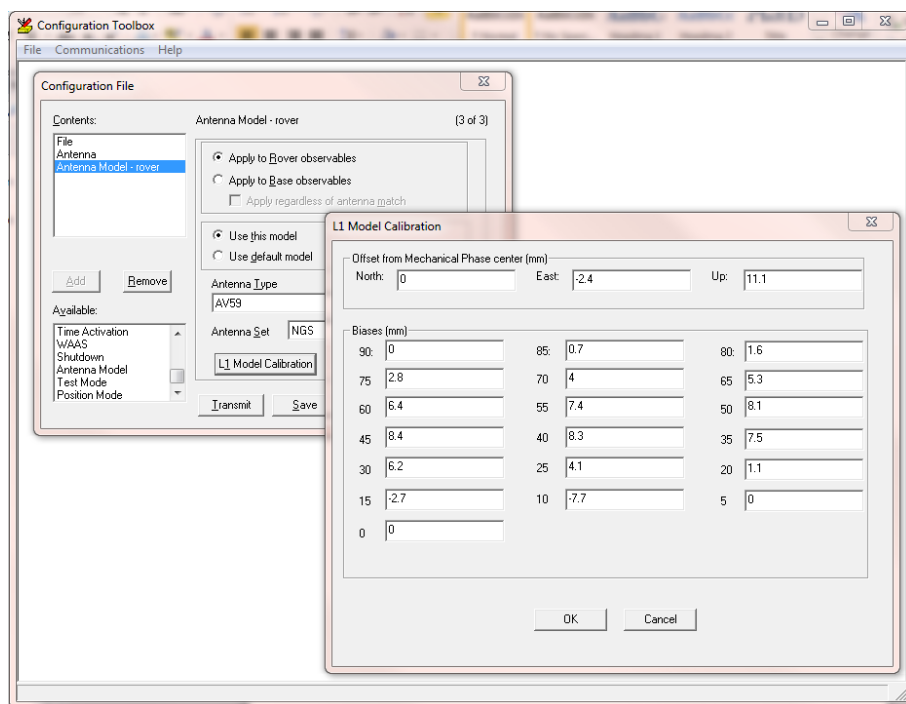 Configuration Toolbox
File Communications Help
Configuration File
Contents:
File
Antenna
Antenna Model - rover
Add
Remove
Available:
Time Activation
WAAS
Shutdown
Antenna Model
Test Mode
Position Mode
Antenna Model - rover (3 of 3)
Apply to Rover observables
Apply to Base observables
Apply regardless of antenna match
Use this model
Use default model
Antenna Type
AV59
Antenna Set NGS
L1 Model Calibration
Transmit Save
L1 Model Calibration
Offset from Mechanical Phase center (mm)
North: 0 East: -2.4 Up: 11.1
Biases (mm)
90: 0 85: 0.7 80: 1.6
75 2.8 70 4 65 5.3
60 6.4 55 7.4 50 8.1
45 8.4 40 8.3 35 7.5
30 6.2 25 4.1 20 1.1
15 -2.7 10 -7.7 5 0
0 0
OK Cancel